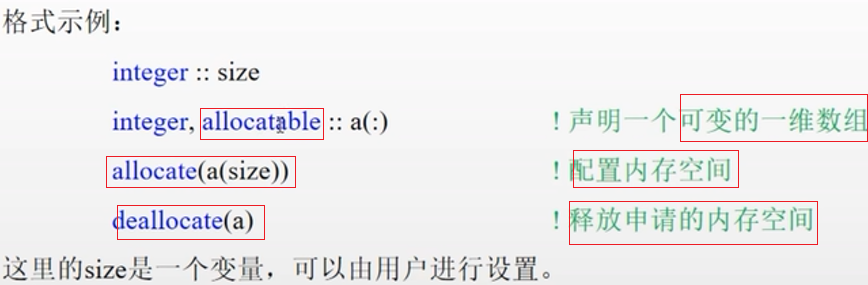 格式示例：
integer :: size
integer, allocatable :: a(:) ! 声明一个可变的一维数组
allocate(a(size)) ! 配置内存空间
deallocate(a) ! 释放申请的内存空间
这里的size是一个变量，可以由用户进行设置。